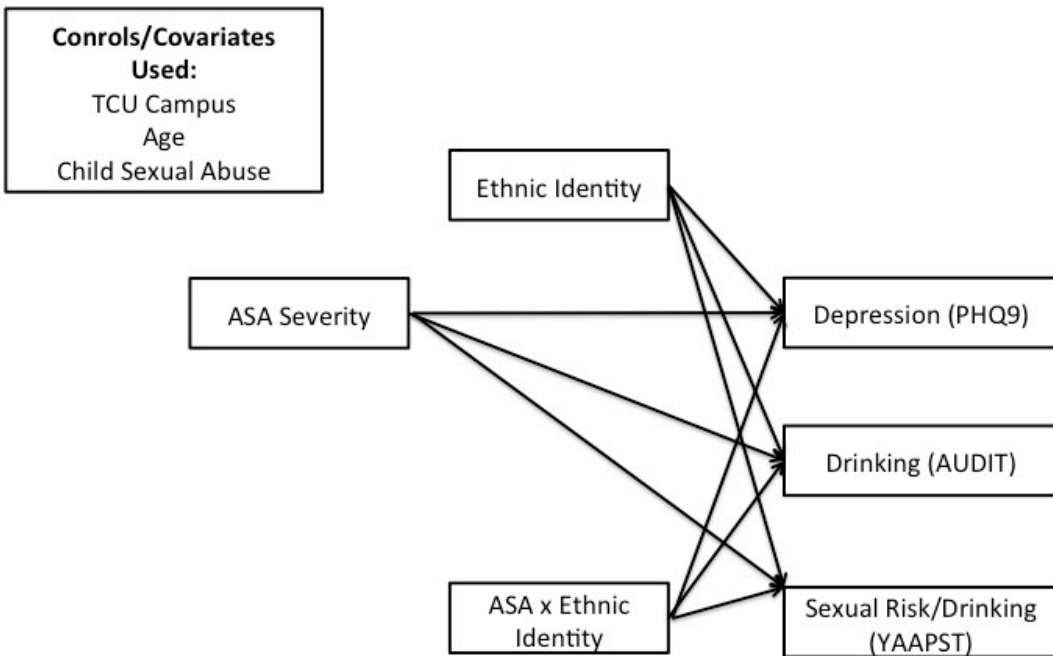 Conrols/Covariates
Used:
TCU Campus
Age
Child Sexual Abuse
Ethnic Identity
ASA Severity
Depression (PHQ9)
Drinking (AUDIT)
ASA x Ethnic
Identity
Sexual Risk/Drinking
(YAAPST)